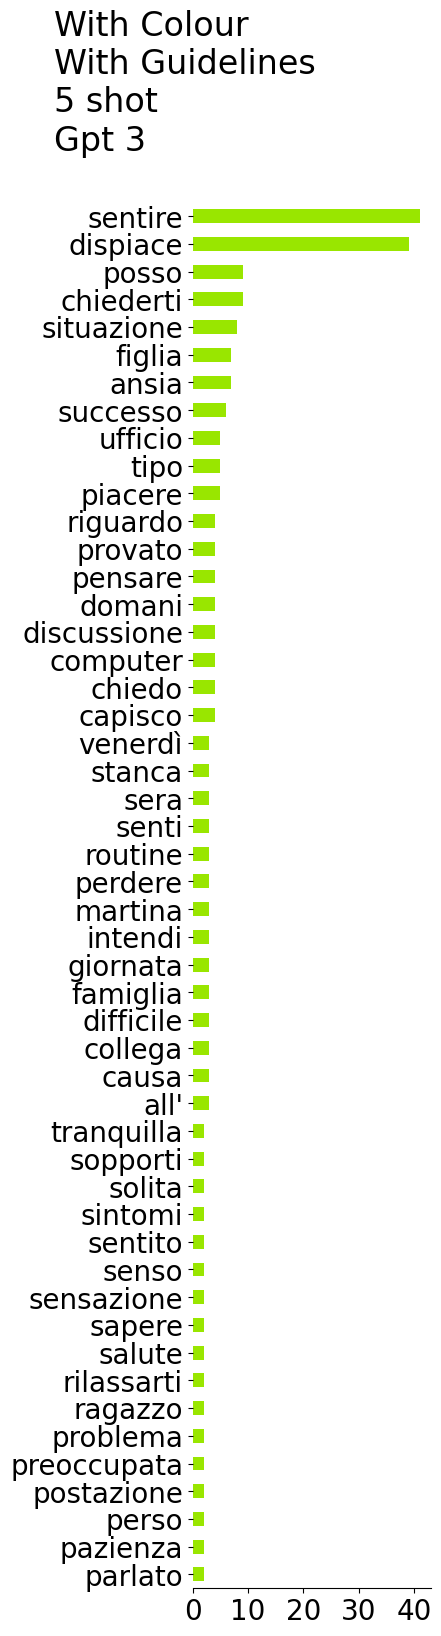 With Colour
With Guidelines
5 shot
Gpt 3
sentire
dispiace
posso
chiederti
situazione
figlia
ansia
successo
ufficio
tipo
piacere
riguardo
provato
pensare
domani
discussione
computer
chiedo
capisco
venerdì
stanca
sera
senti
routine
perdere
martina
intendi
giornata
famiglia
difficile
collega
causa
all'
tranquilla
sopporti
solita
sintomi
sentito
senso
sensazione
sapere
salute
rilassarti
ragazzo
problema
preoccupata
postazione
perso
pazienza
parlato
0 10 20 30 40